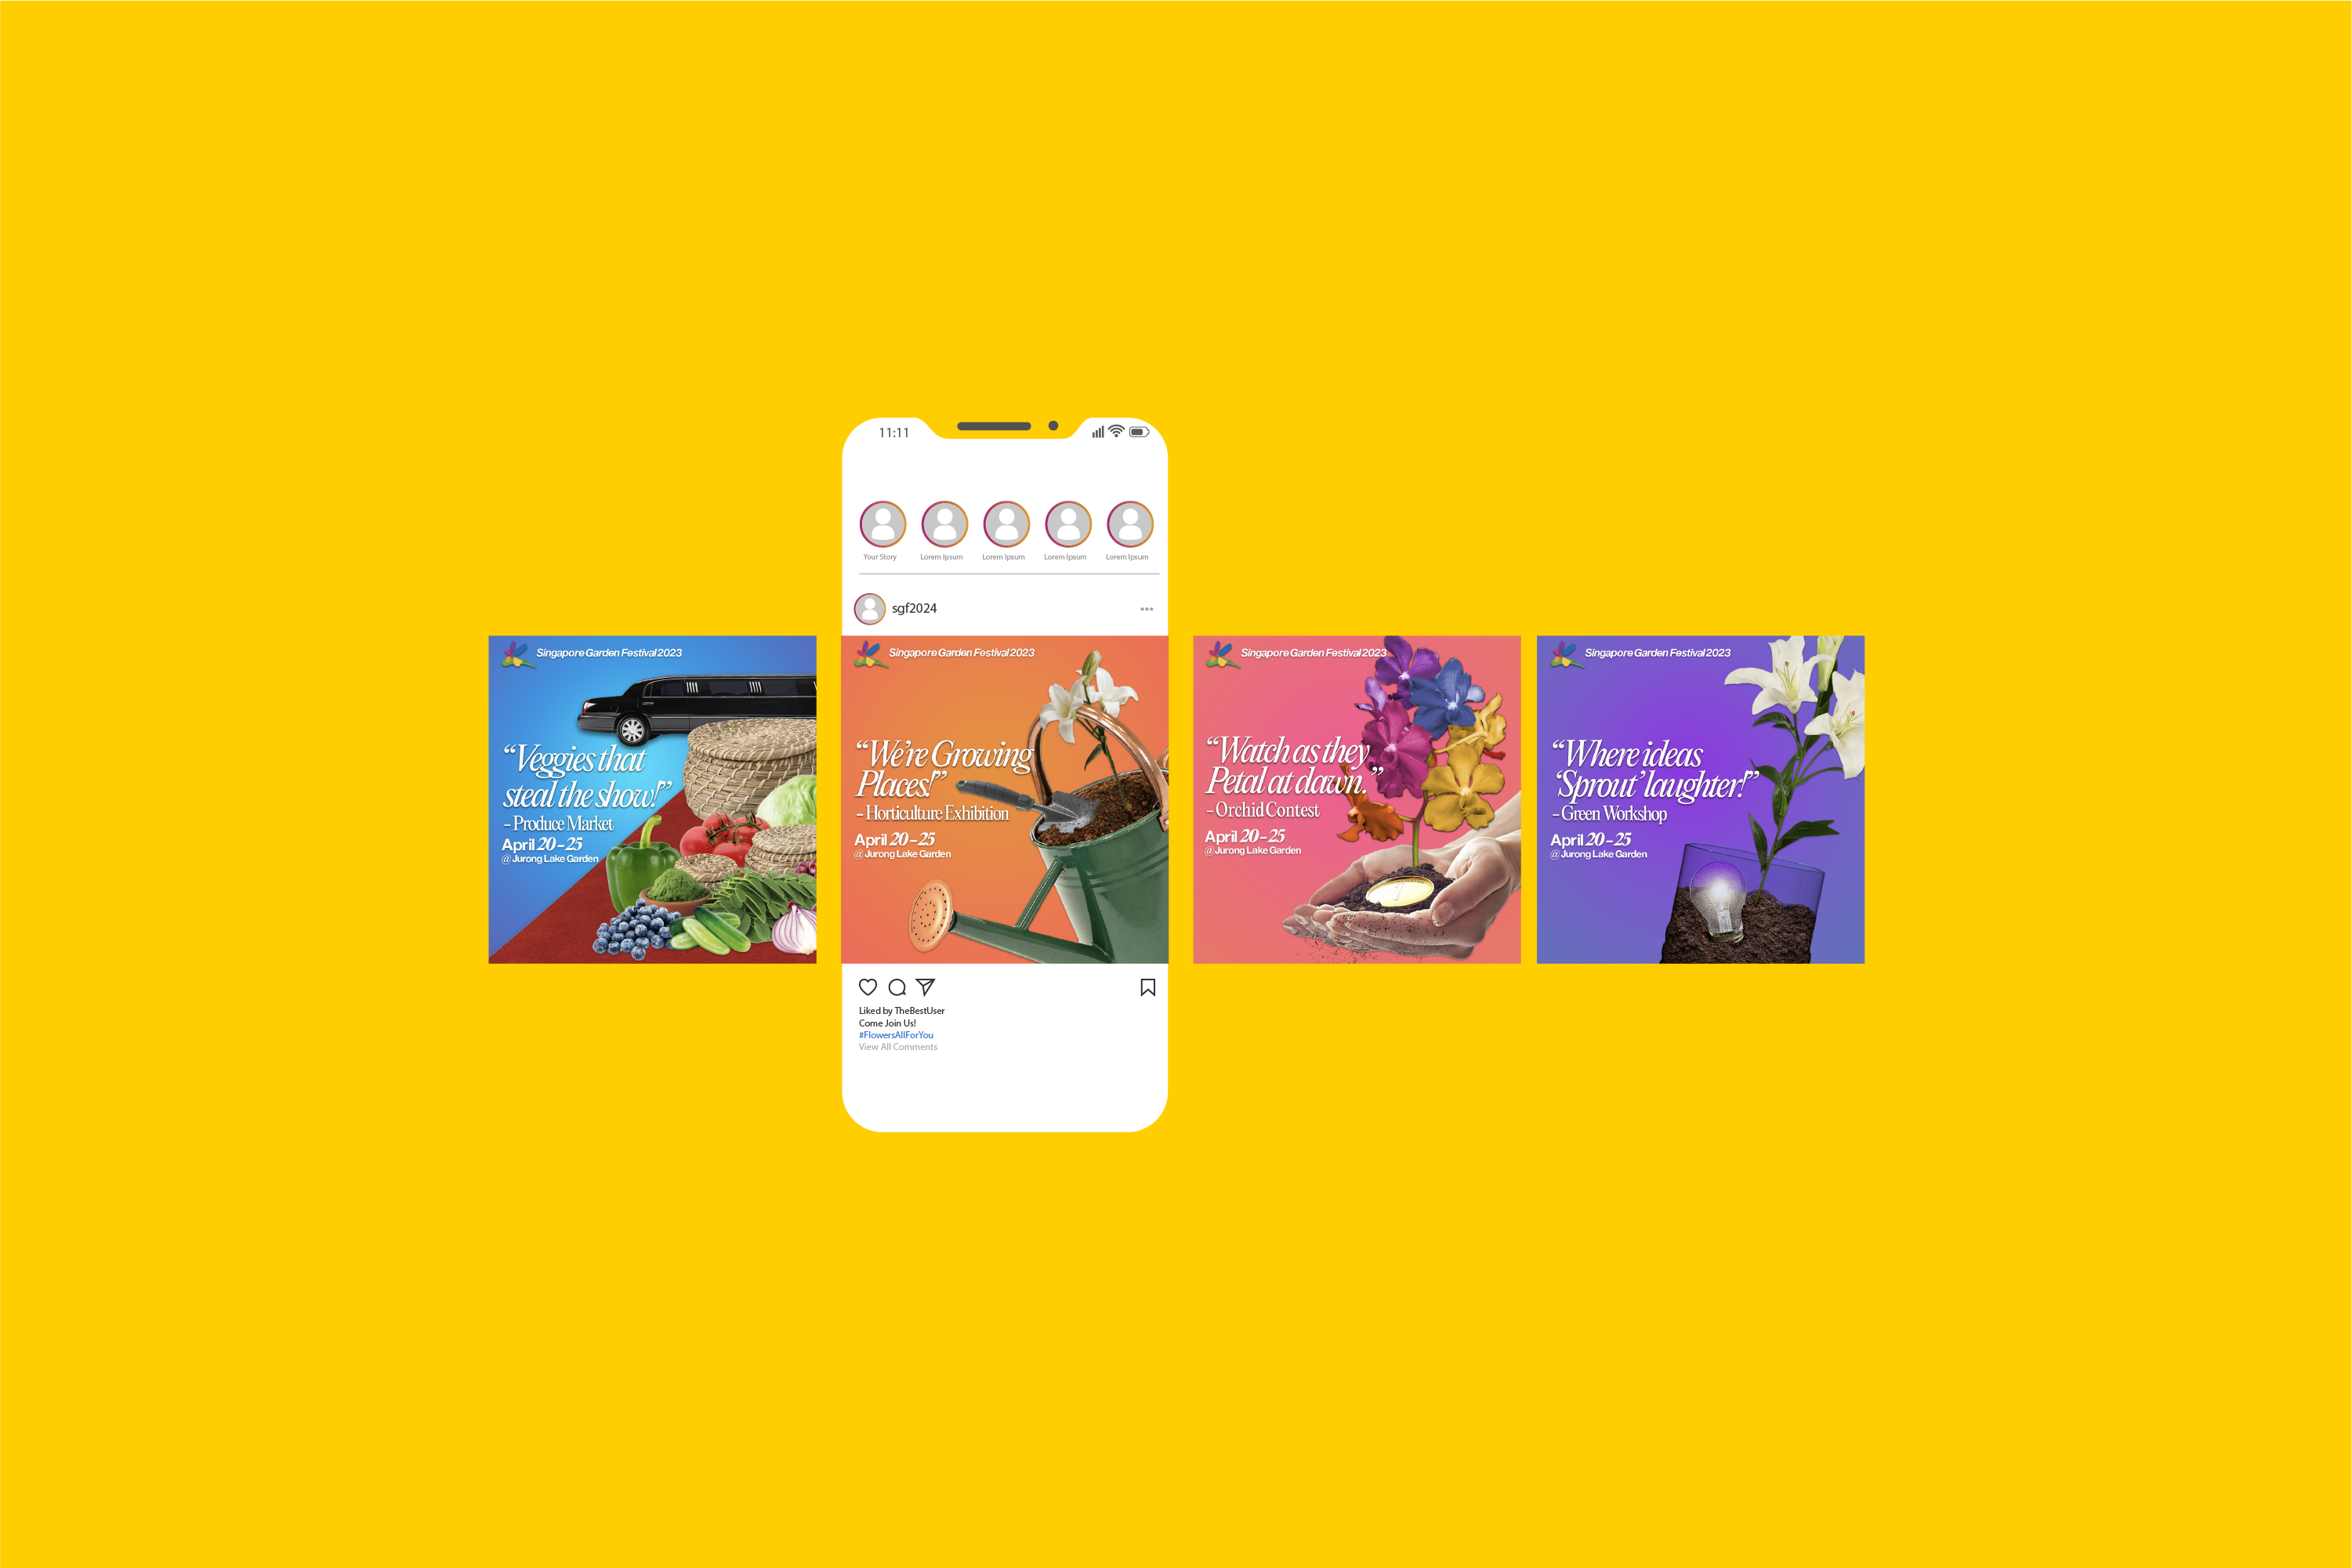 11:11
Your Story
Lorem Ipsum
Lorem Ipsum
Lorem Ipsum
Lorem Ipsum
sgf2024
Singapore Garden Festival 2023
“Veggies that
steal the show!”
– Produce Market
April 20 – 25
@ Jurong Lake Garden
Singapore Garden Festival 2023
“We’re Growing
Places!”
– Horticulture Exhibition
April 20 – 25
@ Jurong Lake Garden
Singapore Garden Festival 2023
“Watch as they
Petal at dawn.”
– Orchid Contest
April 20 – 25
@ Jurong Lake Garden
Singapore Garden Festival 2023
“Where ideas
‘Sprout’ laughter!”
– Green Workshop
April 20 – 25
@ Jurong Lake Garden
Liked by TheBestUser
Come Join Us!
#FlowersAllForYou
View All Comments